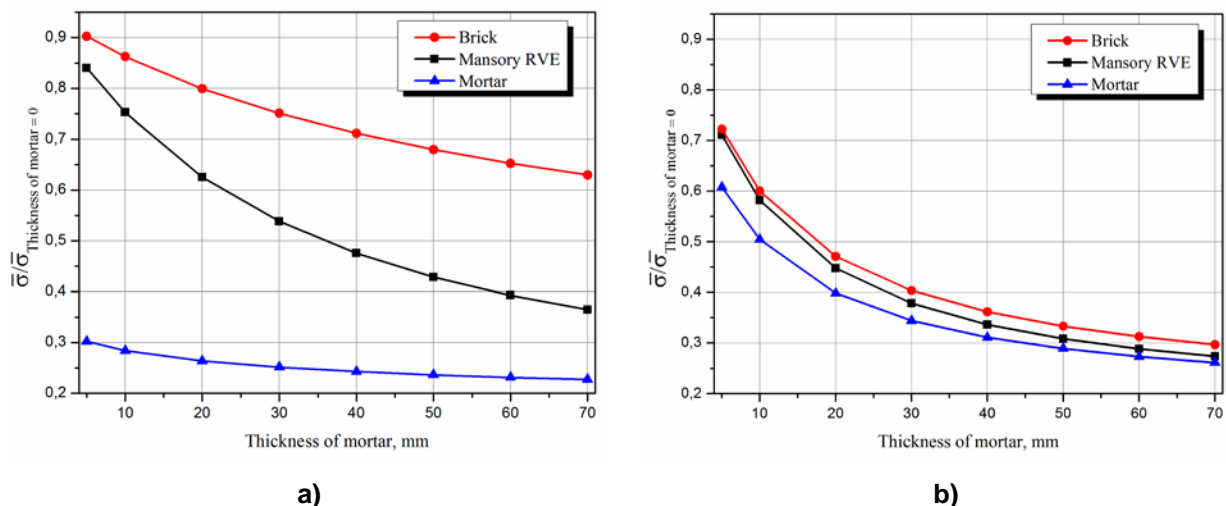 0,9
0,8
0,7
0,6
0,5
0,4
0,3
0,2
10 20 30 40 50 60 70
σ̅/σ̅Thickness of mortar = 0
Thickness of mortar, mm
Brick
Mansory RVE
Mortar
a)
0,9
0,8
0,7
0,6
0,5
0,4
0,3
0,2
10 20 30 40 50 60 70
σ̅/σ̅Thickness of mortar = 0
Thickness of mortar, mm
Brick
Mansory RVE
Mortar
b)